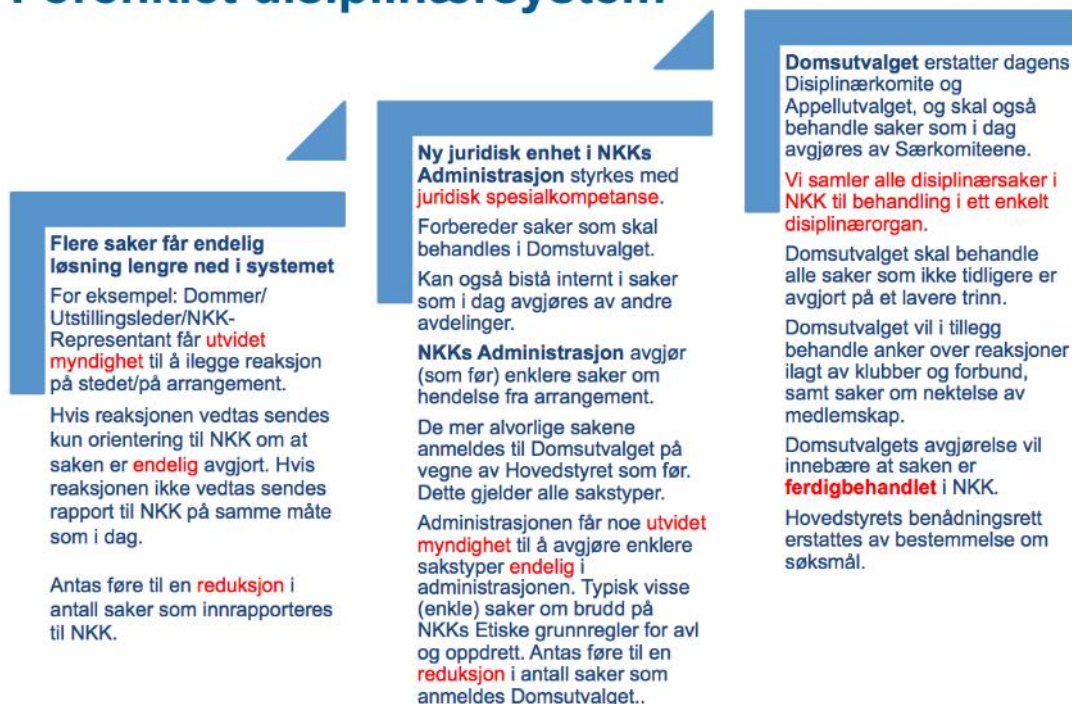 Forenklet disiplinærsystem
Flere saker får endelig
løsning lengre ned i systemet
For eksempel: Dommer/
Utstillingsleder/NKK-
Representant får utvidet
myndighet til å ilegge reaksjon
på stedet/på arrangement.
Hvis reaksjonen vedtas sendes
kun orientering til NKK om at
saken er endelig avgjort. Hvis
reaksjonen ikke vedtas sendes
rapport til NKK på samme måte
som i dag.
Antas føre til en reduksjon i
antall saker som innrapporteres
til NKK.
Ny juridisk enhet i NKKs
Administrasjon styrkes med
juridisk spesialkompetanse.
Forbereder saker som skal
behandles i Domstuvalget.
Kan også bistå internt i saker
som i dag avgjøres av andre
avdelinger.
NKKs Administrasjon avgjør
(som før) enklere saker om
hendelse fra arrangement.
De mer alvorlige sakene
anmeldes til Domsutvalget på
vegne av Hovedstyret som før.
Dette gjelder alle sakstyper.
Administrasjonen får noe utvidet
myndighet til å avgjøre enklere
sakstyper endelig i
administrasjonen. Typisk visse
(enkle) saker om brudd på
NKKs Etiske grunnregler for avl
og oppdrett. Antas føre til en
reduksjon i antall saker som
anmeldes Domsutvalget..
Domsutvalget erstatter dagens
Disiplinærkomite og
Appellutvalget, og skal også
behandle saker som i dag
avgjøres av Særkomiteene.
Vi samler alle disiplinærsaker i
NKK til behandling i ett enkelt
disiplinærorgan.
Domsutvalget skal behandle
alle saker som ikke tidligere er
avgjort på et lavere trinn.
Domsutvalget vil i tillegg
behandle anker over reaksjoner
ilagt av klubber og forbund,
samt saker om nektelse av
medlemskap.
Domsutvalgets avgjørelse vil
innebære at saken er
ferdigbehandlet i NKK.
Hovedstyrets benådningsrett
erstattes av bestemmelse om
søksmål.